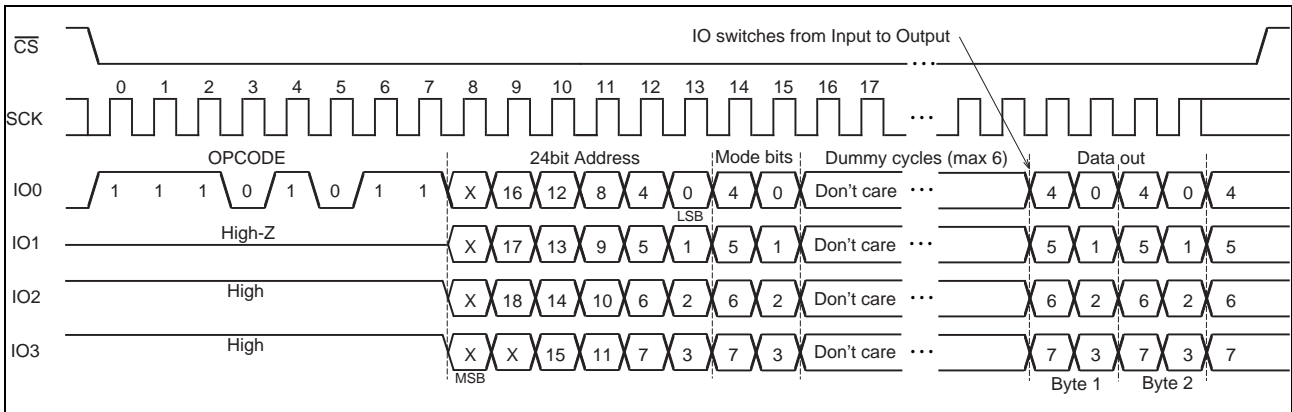 IO switches from Input to Output
CS
...
0 1 2 3 4 5 6 7 8 9 10 11 12 13 14 15 16 17
SCK
...
OPCODE 24bit Address Mode bits Dummy cycles (max 6) Data out
IO0 1 1 1 0 1 0 1 1 X 16 12 8 4 0 4 0 Don't care ... 4 0 4 0 4
LSB
High-Z
IO1 X 17 13 9 5 1 5 1 Don't care ... 5 1 5 1 5
High
IO2 X 18 14 10 6 2 6 2 Don't care ... 6 2 6 2 6
High
IO3 X X 15 11 7 3 7 3 Don't care ... 7 3 7 3 7
MSB
Byte 1 Byte 2